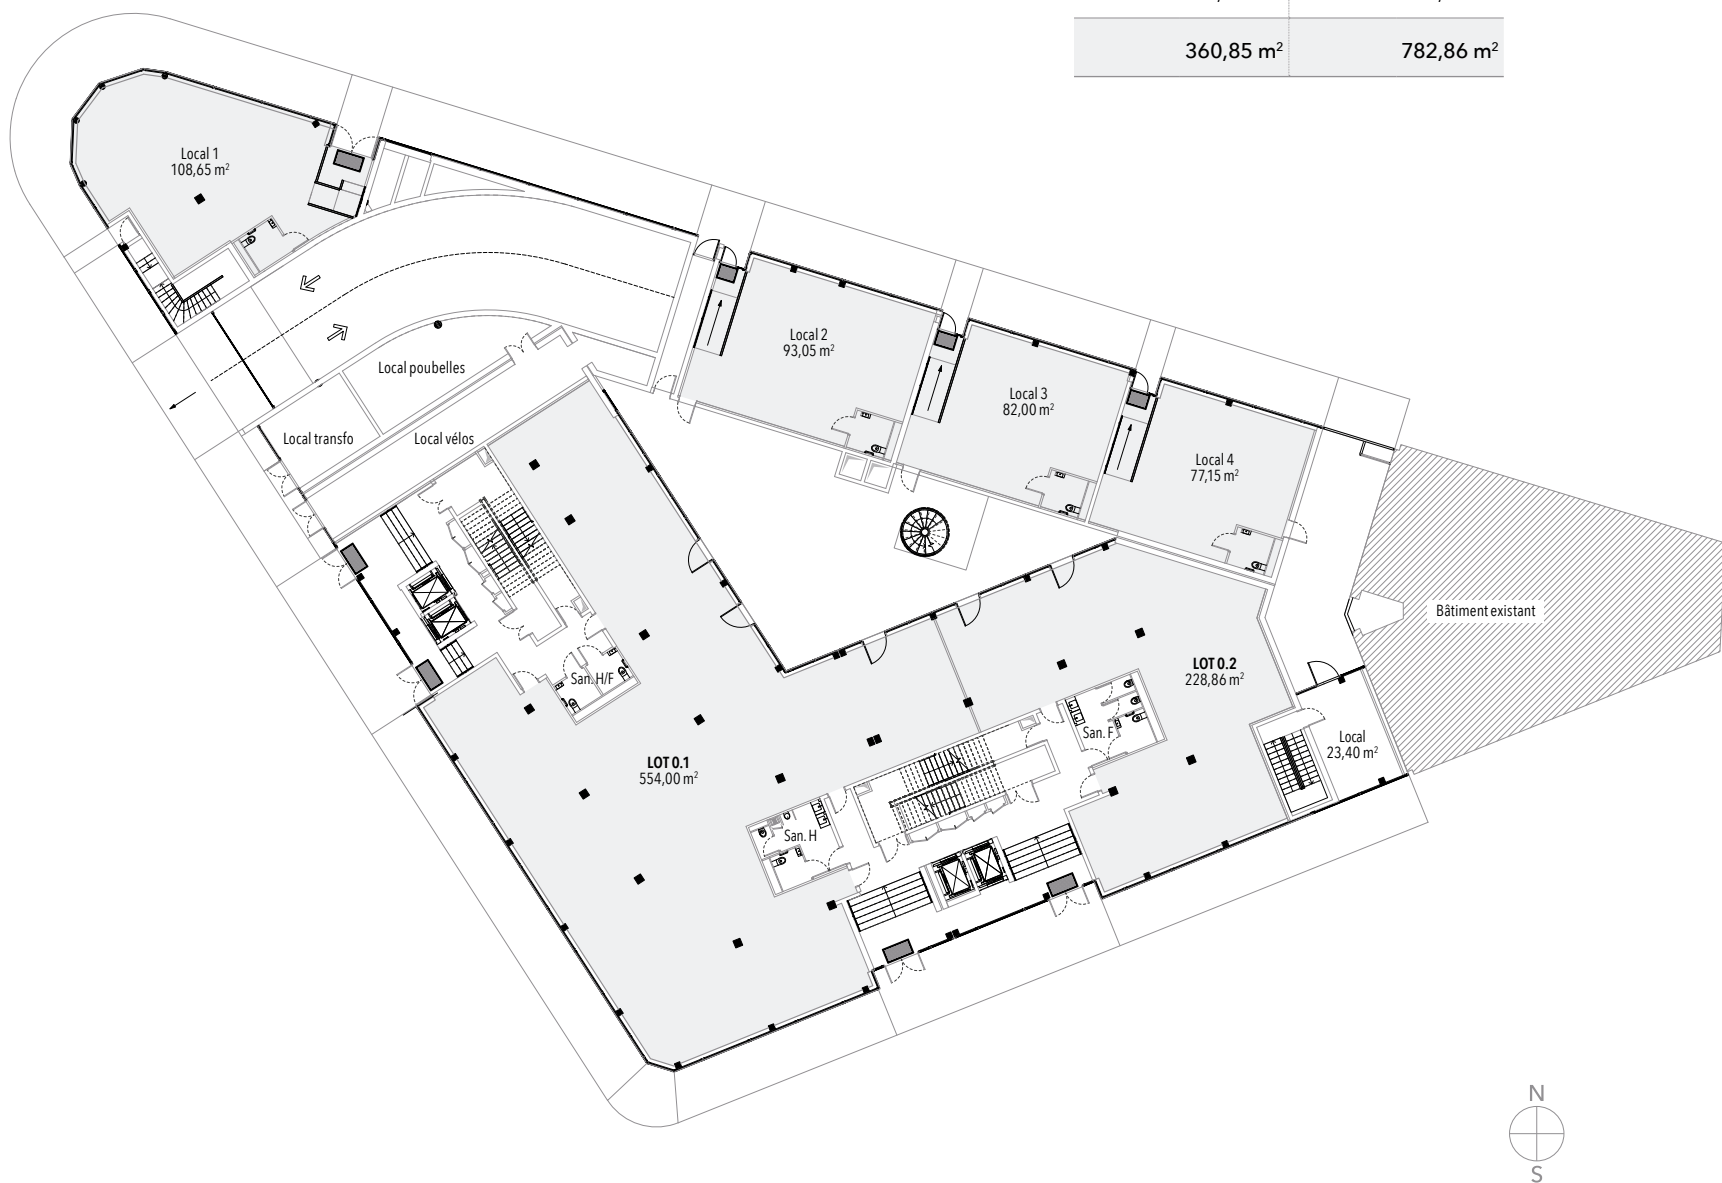 360,85 m² 782,86 m²
Local 1
108,65 m²
Local 2
93,05 m²
Local 3
82,00 m²
Local 4
77,15 m²
Local poubelles
Local transfo
Local vélos
Bâtiment existant
LOT 0.2
228,86 m²
San. H/F
San. F
Local
23,40 m²
LOT 0.1
554,00 m²
San. H
N
S